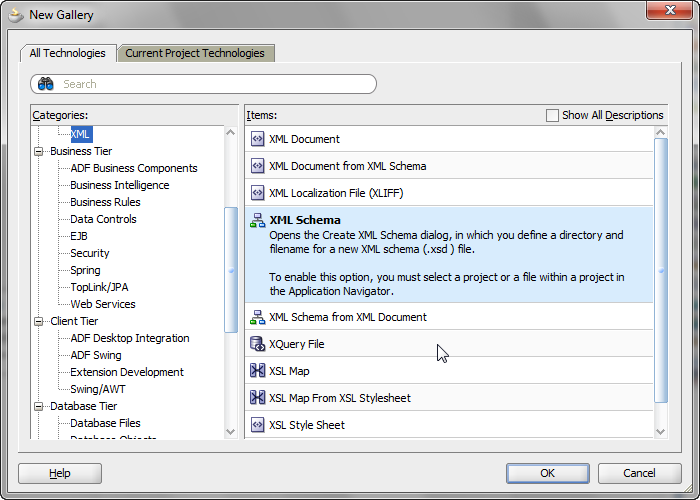 New Gallery
All Technologies
Current Project Technologies
Search
Categories:
XML
Business Tier
ADF Business Components
Business Intelligence
Business Rules
Data Controls
EJB
Security
Spring
TopLink/JPA
Web Services
Client Tier
ADF Desktop Integration
ADF Swing
Extension Development
Swing/AWT
Database Tier
Database Files
Database Objects
Items:
Show All Descriptions
XML Document
XML Document from XML Schema
XML Localization File (XLIFF)
XML Schema
Opens the Create XML Schema dialog, in which you define a directory and
filename for a new XML schema (.xsd ) file.
To enable this option, you must select a project or a file within a project in
the Application Navigator.
XML Schema from XML Document
XQuery File
XSL Map
XSL Map From XSL Stylesheet
XSL Style Sheet
Help
OK
Cancel